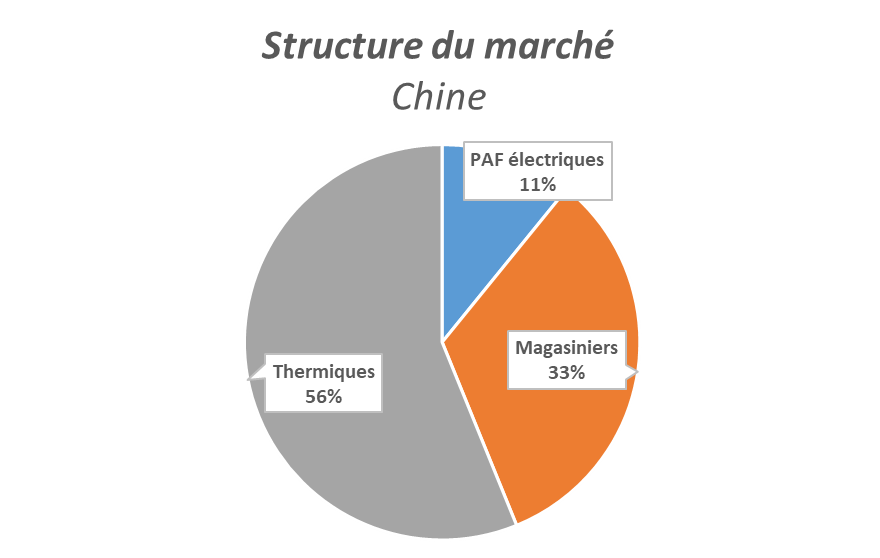 Structure du marché
Chine
PAF électriques
11%
Magasiniers
33%
Thermiques
56%